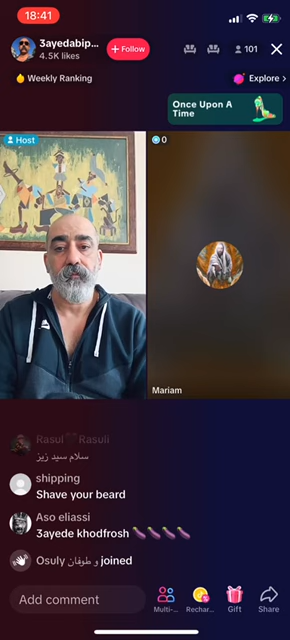 18:41
3ayedabip...
4.5K likes
+ Follow
101
Weekly Ranking
Explore >
Once Upon A
Time
Host
0
Mariam
Rasul🖤Rasuli
سلام سید زیز
shipping
Shave your beard
Aso eliassi
3ayede khodfrosh 🍆🍆🍆🍆
Osuly و طوفان joined
Add comment
Multi-...
Rechar...
Gift
Share